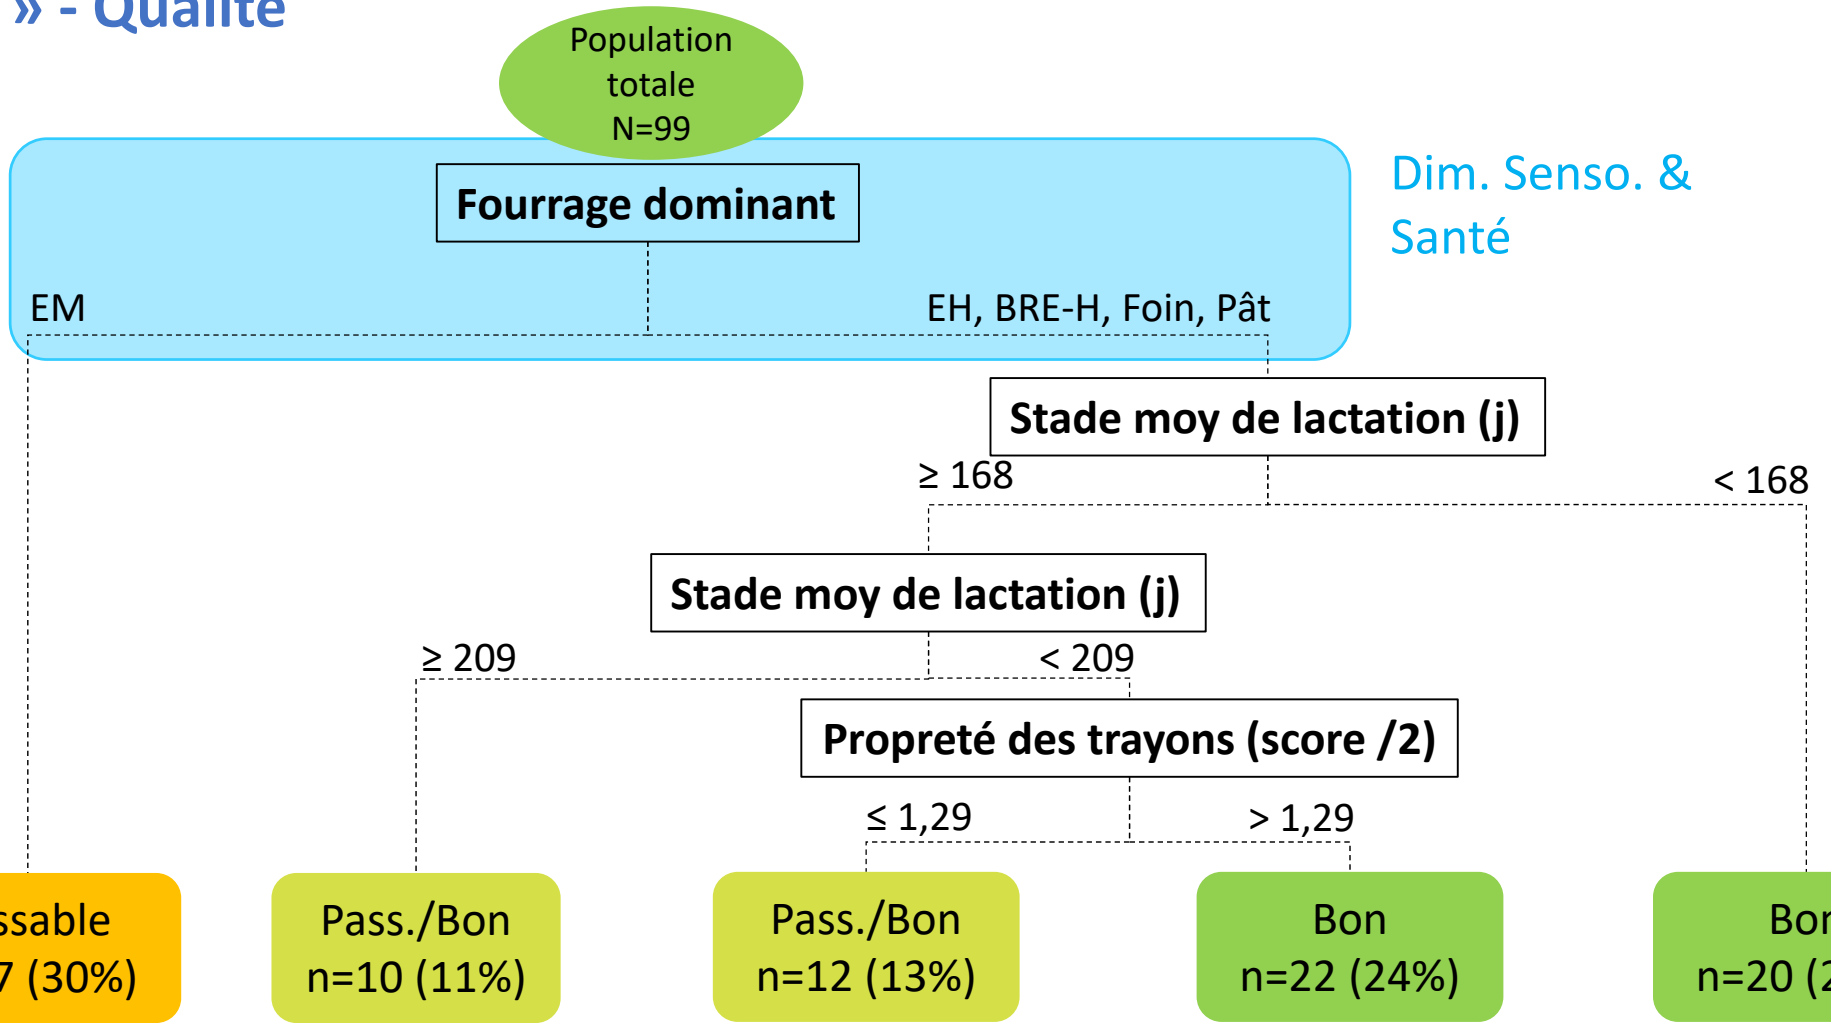 » - Qualité
Population
totale
N=99
Fourrage dominant
Dim. Senso. &
Santé
EM
EH, BRE-H, Foin, Pât
Stade moy de lactation (j)
≥ 168
< 168
Stade moy de lactation (j)
≥ 209
< 209
Propreté des trayons (score /2)
≤ 1,29
> 1,29
ssable
7 (30%)
Pass./Bon
n=10 (11%)
Pass./Bon
n=12 (13%)
Bon
n=22 (24%)
Bon
n=20 (2